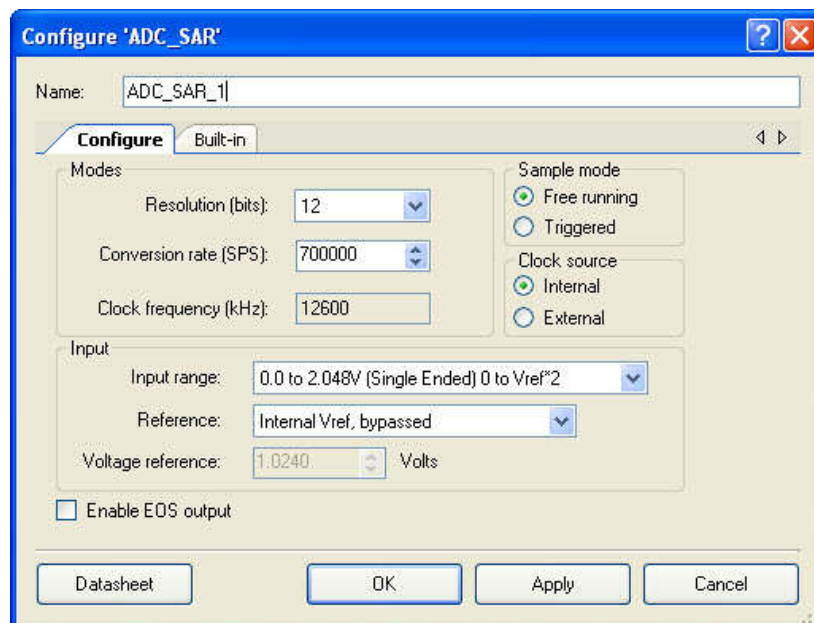 Configure 'ADC_SAR'
Name: ADC_SAR_1
Configure Built-in
Modes
Resolution (bits): 12
Conversion rate (SPS): 700000
Clock frequency (kHz): 12600
Sample mode
Free running
Triggered
Clock source
Internal
External
Input
Input range: 0.0 to 2.048V (Single Ended) 0 to Vref*2
Reference: Internal Vref, bypassed
Voltage reference: 1.0240 Volts
Enable EOS output
Datasheet OK Apply Cancel